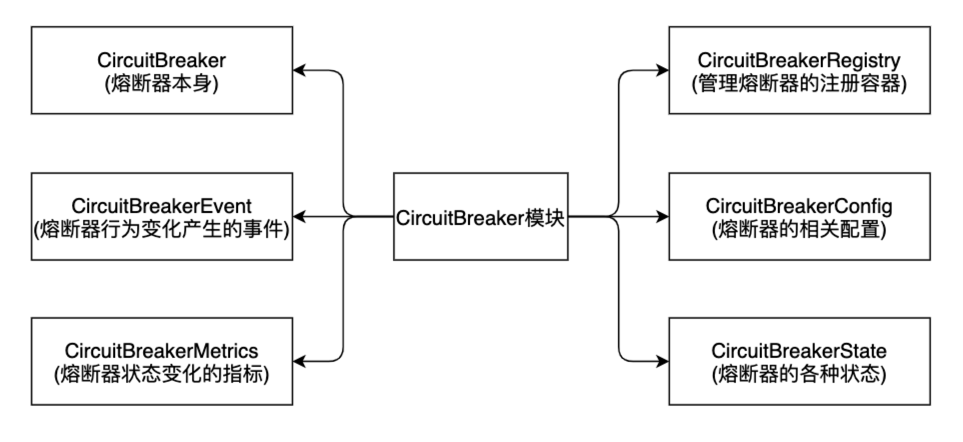 CircuitBreaker
(熔断器本身)
CircuitBreakerRegistry
(管理熔断器的注册容器)
CircuitBreakerEvent
(熔断器行为变化产生的事件)
CircuitBreaker模块
CircuitBreakerConfig
(熔断器的相关配置)
CircuitBreakerMetrics
(熔断器状态变化的指标)
CircuitBreakerState
(熔断器的各种状态)